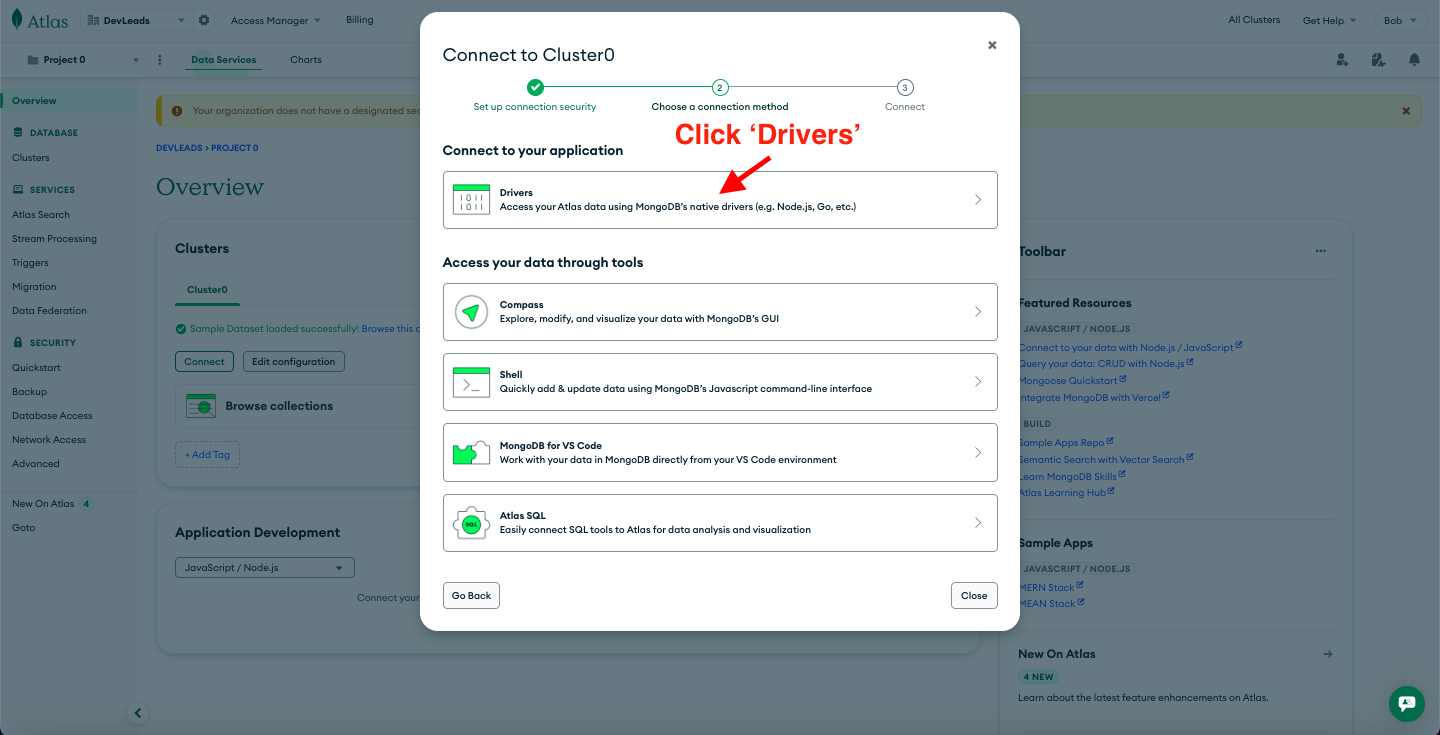 Atlas
DevLeads
Access Manager
Billing
All Clusters
Get Help
Bob
Project 0
Data Services
Charts
Overview
DATABASE
Clusters
SERVICES
Atlas Search
Stream Processing
Triggers
Migration
Data Federation
SECURITY
Quickstart
Backup
Database Access
Network Access
Advanced
New On Atlas 4
Goto
Your organization does not have a designated
DEVLEADS > PROJECT 0
Overview
Clusters
Cluster0
Sample Dataset loaded successfully! Browse this
Connect
Edit configuration
Browse collections
+ Add Tag
Application Development
JavaScript / Node.js
Connect your
Connect to Cluster0
Set up connection security
2
Choose a connection method
3
Connect
Click ‘Drivers’
Connect to your application
1011
1011
Drivers
Access your Atlas data using MongoDB’s native drivers (e.g. Node.js, Go, etc.)
Access your data through tools
Compass
Explore, modify, and visualize your data with MongoDB’s GUI
Shell
Quickly add & update data using MongoDB’s Javascript command-line interface
MongoDB for VS Code
Work with your data in MongoDB directly from your VS Code environment
SQL
Atlas SQL
Easily connect SQL tools to Atlas for data analysis and visualization
Go Back
Close
Toolbar
Featured Resources
JAVASCRIPT / NODE.JS
Connect to your data with Node.js / JavaScript
Query your data: CRUD with Node.js
Mongoose Quickstart
Integrate MongoDB with Vercel
BUILD
Sample Apps Repo
Semantic Search with Vector Search
Learn MongoDB Skills
Atlas Learning Hub
Sample Apps
JAVASCRIPT / NODE.JS
MERN Stack
MEAN Stack
New On Atlas
4 NEW
Learn about the latest feature enhancements on Atlas.